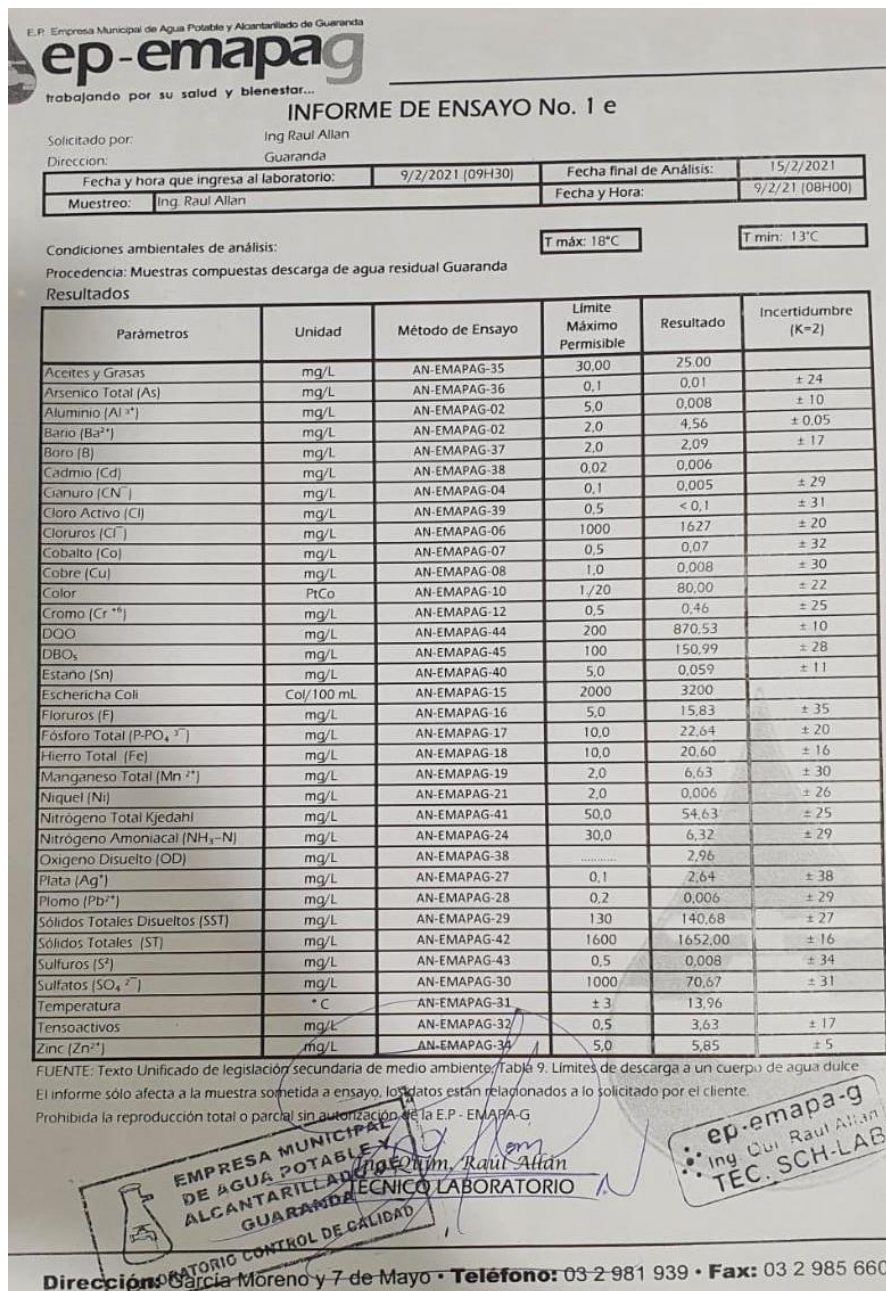 E.P. Empresa Municipal de Agua Potable y Alcantarillado de Guaranda
ep-emapag
trabajando por su salud y bienestar...
INFORME DE ENSAYO No. 1 e
Solicitado por: Ing Raul Allan
Direccion: Guaranda
Fecha y hora que ingresa al laboratorio: 9/2/2021 (09H30) Fecha final de Análisis: 15/2/2021
Muestreo: Ing. Raul Allan Fecha y Hora: 9/2/21 (08H00)
Condiciones ambientales de análisis: T máx: 18°C T min: 13°C
Procedencia: Muestras compuestas descarga de agua residual Guaranda
Resultados
Parámetros Unidad Método de Ensayo Límite Máximo Permisible Resultado Incertidumbre (K=2)
Aceites y Grasas mg/L AN-EMAPAG-35 30,00 25.00
Arsenico Total (As) mg/L AN-EMAPAG-36 0,1 0,01 ± 24
Aluminio (Al ³⁺) mg/L AN-EMAPAG-02 5,0 0,008 ± 10
Bario (Ba²⁺) mg/L AN-EMAPAG-02 2,0 4,56 ± 0,05
Boro (B) mg/L AN-EMAPAG-37 2,0 2,09 ± 17
Cadmio (Cd) mg/L AN-EMAPAG-38 0,02 0,006
Cianuro (CN⁻) mg/L AN-EMAPAG-04 0,1 0,005 ± 29
Cloro Activo (Cl) mg/L AN-EMAPAG-39 0,5 < 0,1 ± 31
Cloruros (Cl⁻) mg/L AN-EMAPAG-06 1000 1627 ± 20
Cobalto (Co) mg/L AN-EMAPAG-07 0,5 0,07 ± 32
Cobre (Cu) mg/L AN-EMAPAG-08 1,0 0,008 ± 30
Color PtCo AN-EMAPAG-10 1./20 80,00 ± 22
Cromo (Cr ⁺⁶) mg/L AN-EMAPAG-12 0,5 0,46 ± 25
DQO mg/L AN-EMAPAG-44 200 870,53 ± 10
DBO₅ mg/L AN-EMAPAG-45 100 150,99 ± 28
Estaño (Sn) mg/L AN-EMAPAG-40 5,0 0,059 ± 11
Eschericha Coli Col/100 mL AN-EMAPAG-15 2000 3200
Floruros (F) mg/L AN-EMAPAG-16 5,0 15,83 ± 35
Fósforo Total (P-PO₄ ³⁻) mg/L AN-EMAPAG-17 10,0 22,64 ± 20
Hierro Total (Fe) mg/L AN-EMAPAG-18 10,0 20,60 ± 16
Manganeso Total (Mn ²⁺) mg/L AN-EMAPAG-19 2,0 6,63 ± 30
Niquel (Ni) mg/L AN-EMAPAG-21 2,0 0,006 ± 26
Nitrógeno Total Kjedahl mg/L AN-EMAPAG-41 50,0 54,63 ± 25
Nitrógeno Amoniacal (NH₃–N) mg/L AN-EMAPAG-24 30,0 6,32 ± 29
Oxigeno Disuelto (OD) mg/L AN-EMAPAG-38 ........... 2,96
Plata (Ag⁺) mg/L AN-EMAPAG-27 0,1 2,64 ± 38
Plomo (Pb²⁺) mg/L AN-EMAPAG-28 0,2 0,006 ± 29
Sólidos Totales Disueltos (SST) mg/L AN-EMAPAG-29 130 140,68 ± 27
Sólidos Totales (ST) mg/L AN-EMAPAG-42 1600 1652,00 ± 16
Sulfuros (S²) mg/L AN-EMAPAG-43 0,5 0,008 ± 34
Sulfatos (SO₄ ²⁻) mg/L AN-EMAPAG-30 1000 70,67 ± 31
Temperatura °C AN-EMAPAG-31 ± 3 13,96
Tensoactivos mg/L AN-EMAPAG-32 0,5 3,63 ± 17
Zinc (Zn²⁺) mg/L AN-EMAPAG-34 5,0 5,85 ± 5
FUENTE: Texto Unificado de legislación secundaria de medio ambiente, Tabla 9. Límites de descarga a un cuerpo de agua dulce
El informe sólo afecta a la muestra sometida a ensayo, los datos están relacionados a lo solicitado por el cliente.
Prohibida la reproducción total o parcial sin autorización de la E.P - EMAPA-G
EMPRESA MUNICIPAL
DE AGUA POTABLE Y
ALCANTARILLADO DE
GUARANDA
CONTROL DE CALIDAD
Quim, Raúl Allan
TÉCNICO LABORATORIO
ep-emapa-g
Ing Qui Raul Allan
TEC. SCH-LAB
Dirección: García Moreno y 7 de Mayo • Teléfono: 03 2 981 939 • Fax: 03 2 985 660